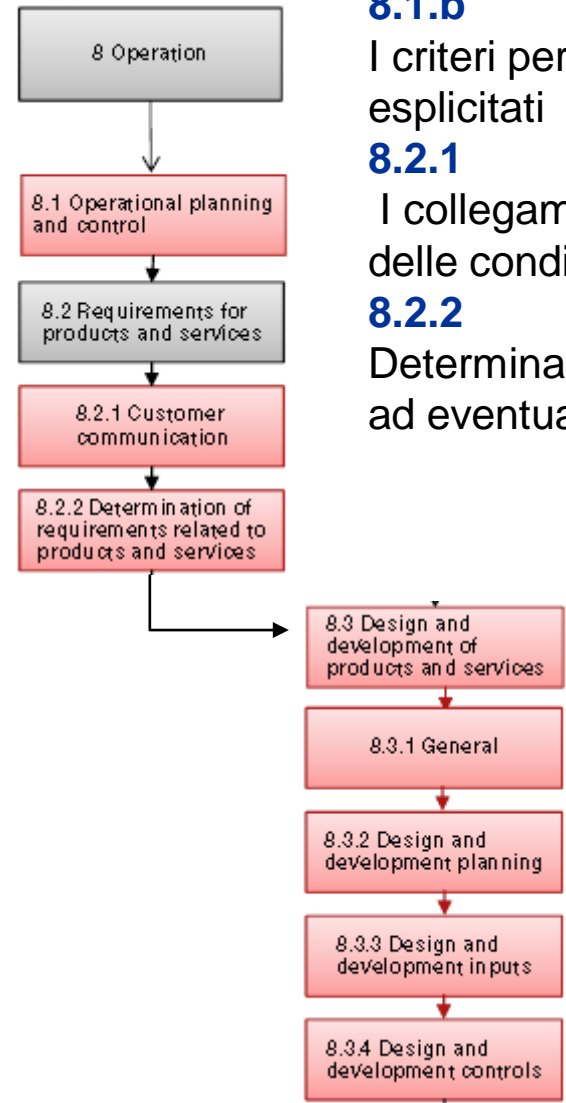 8 Operation
8.1 Operational planning
and control
8.2 Requirements for
products and services
8.2.1 Customer
communication
8.2.2 Determination of
requirements related to
products and services
8.1.b
I criteri per
esplicitati
8.2.1
I collegam
delle condi
8.2.2
Determina
ad eventua
8.3 Design and
development of
products and services
8.3.1 General
8.3.2 Design and
development planning
8.3.3 Design and
development inputs
8.3.4 Design and
development controls